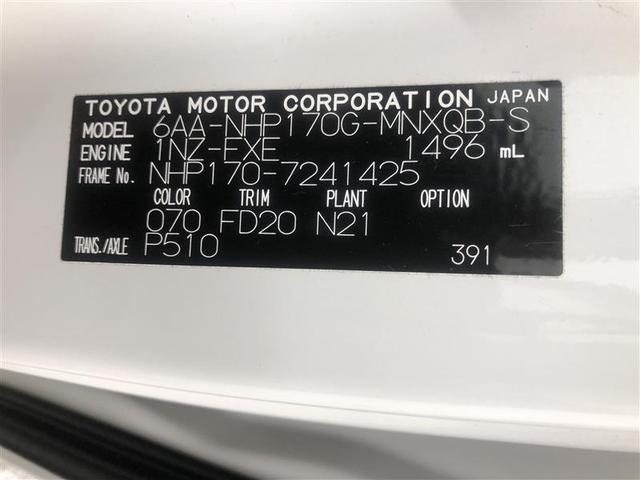 TOYOTA MOTOR CORPORATION JAPAN
MODEL 6AA-NHP170G-MNXQB-S
ENGINE 1NZ-EXE 1496 mL
FRAME No. NHP170-7241425
COLOR TRIM PLANT OPTION
070 FD20 N21
TRANS./AXLE P510
391